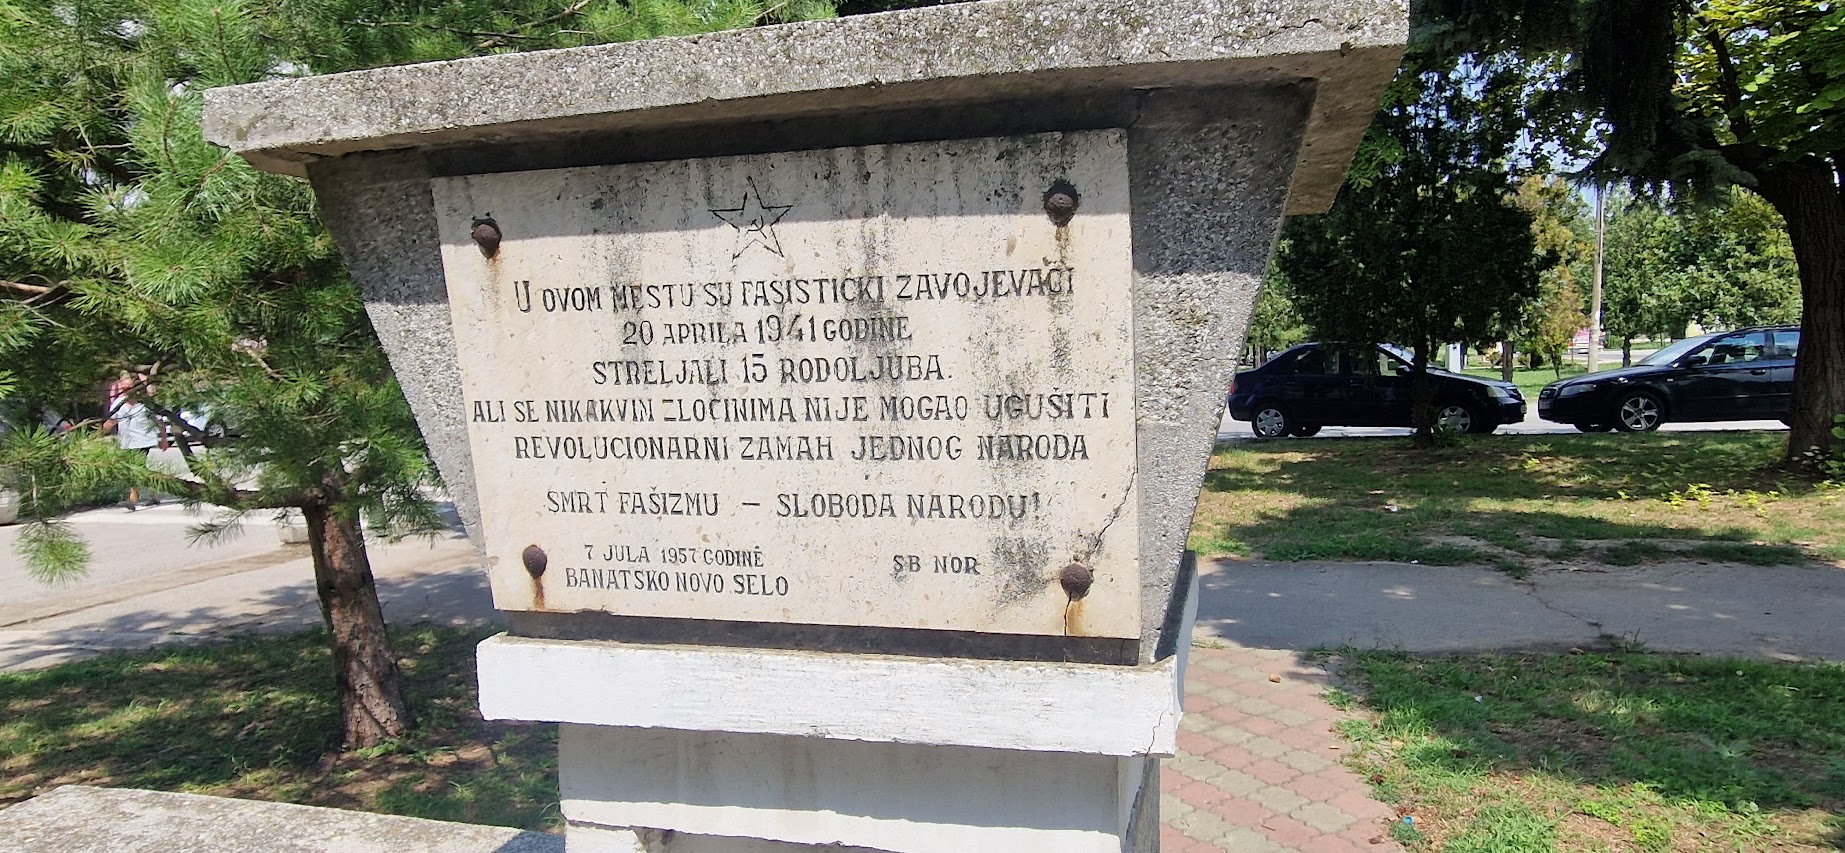 U OVOM MESTU SU FAŠISTIČKI ZAVOJEVAČI
20 APRILA 1941 GODINE
STRELJALI 15 RODOLJUBA.
ALI SE NIKAKVIM ZLOČINIMA NIJE MOGAO UGUŠITI
REVOLUCIONARNI ZAMAH JEDNOG NARODA
SMRT FAŠIZMU – SLOBODA NARODU!
7 JULA 1957 GODINE
BANATSKO NOVO SELO
SB NOR